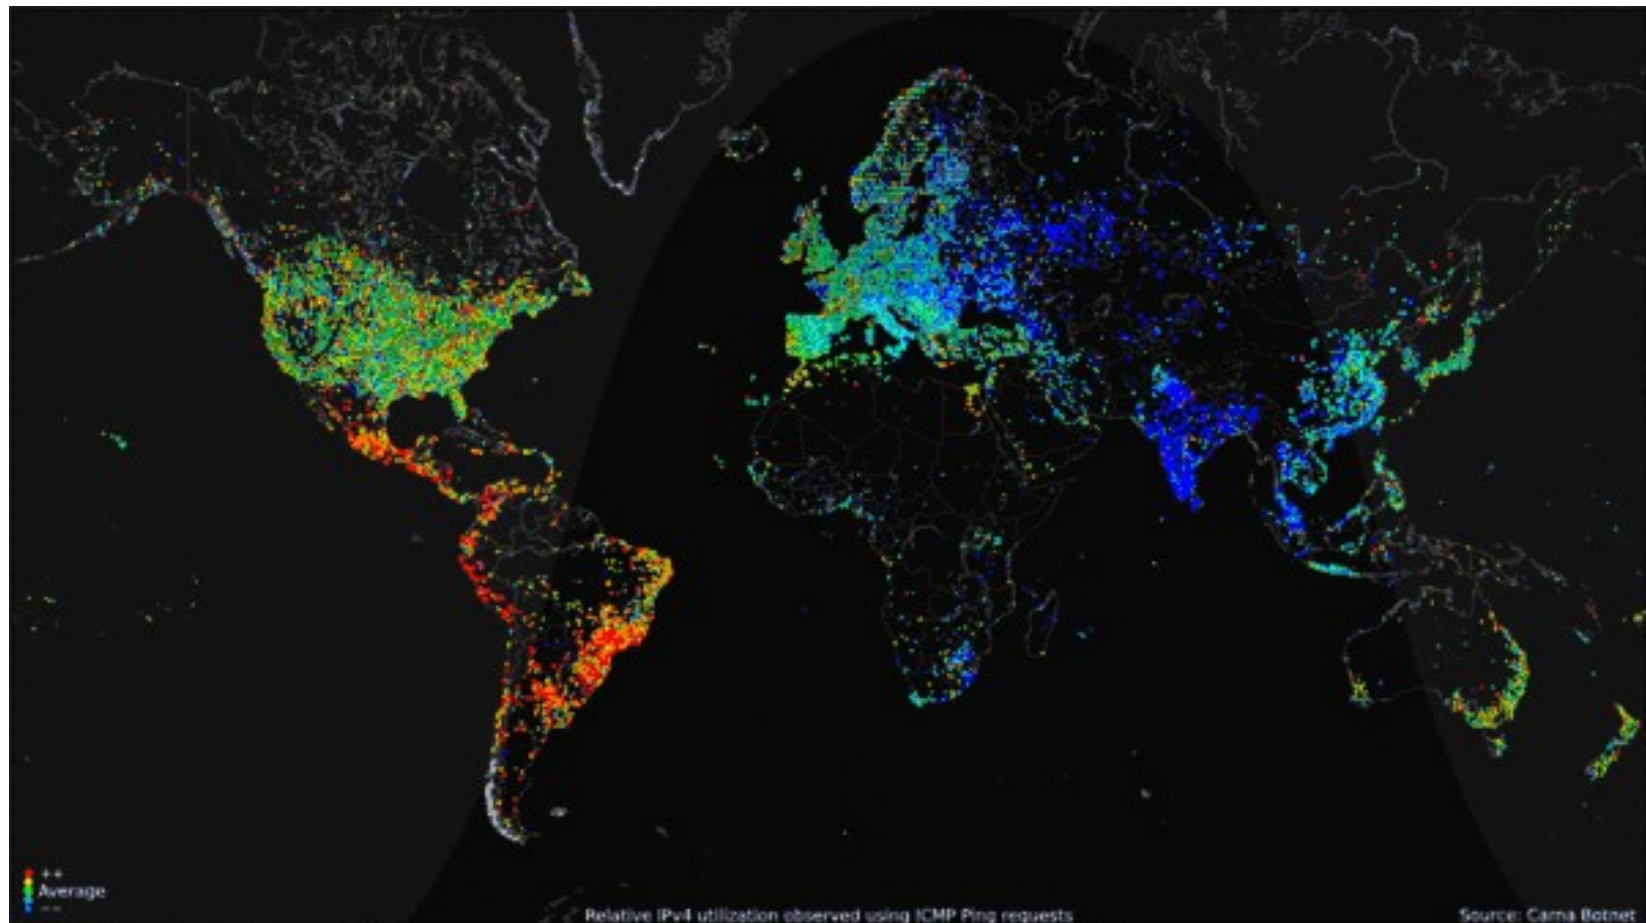 ++
Average
--
Relative IPv4 utilization observed using ICMP Ping requests
Source: Carna Botnet